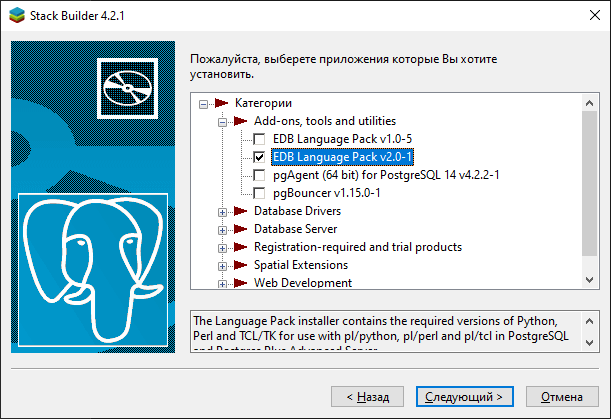 Stack Builder 4.2.1
Пожалуйста, выберете приложения которые Вы хотите
установить.
Категории
Add-ons, tools and utilities
EDB Language Pack v1.0-5
EDB Language Pack v2.0-1
pgAgent (64 bit) for PostgreSQL 14 v4.2.2-1
pgBouncer v1.15.0-1
Database Drivers
Database Server
Registration-required and trial products
Spatial Extensions
Web Development
The Language Pack installer contains the required versions of Python,
Perl and TCL/TK for use with pl/python, pl/perl and pl/tcl in PostgreSQL
and Postgres Plus Advanced Server
< Назад
Следующий >
Отмена